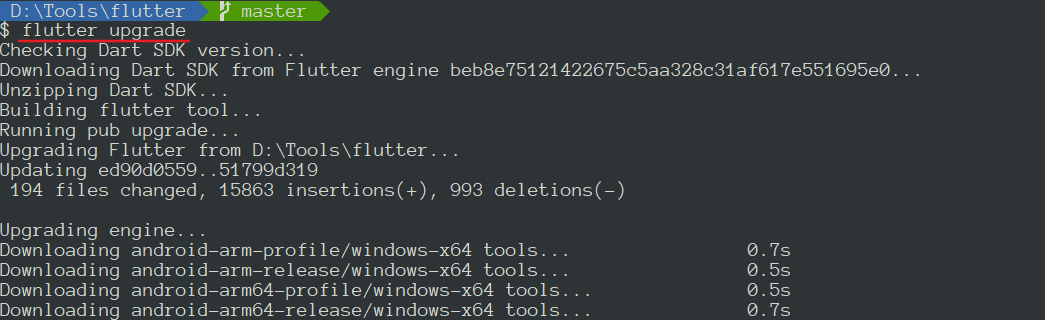 D:\Tools\flutter master
$ flutter upgrade
Checking Dart SDK version...
Downloading Dart SDK from Flutter engine beb8e75121422675c5aa328c31af617e551695e0...
Unzipping Dart SDK...
Building flutter tool...
Running pub upgrade...
Upgrading Flutter from D:\Tools\flutter...
Updating ed90d0559..51799d319
194 files changed, 15863 insertions(+), 993 deletions(-)
Upgrading engine...
Downloading android-arm-profile/windows-x64 tools... 0.7s
Downloading android-arm-release/windows-x64 tools... 0.5s
Downloading android-arm64-profile/windows-x64 tools... 0.5s
Downloading android-arm64-release/windows-x64 tools... 0.7s